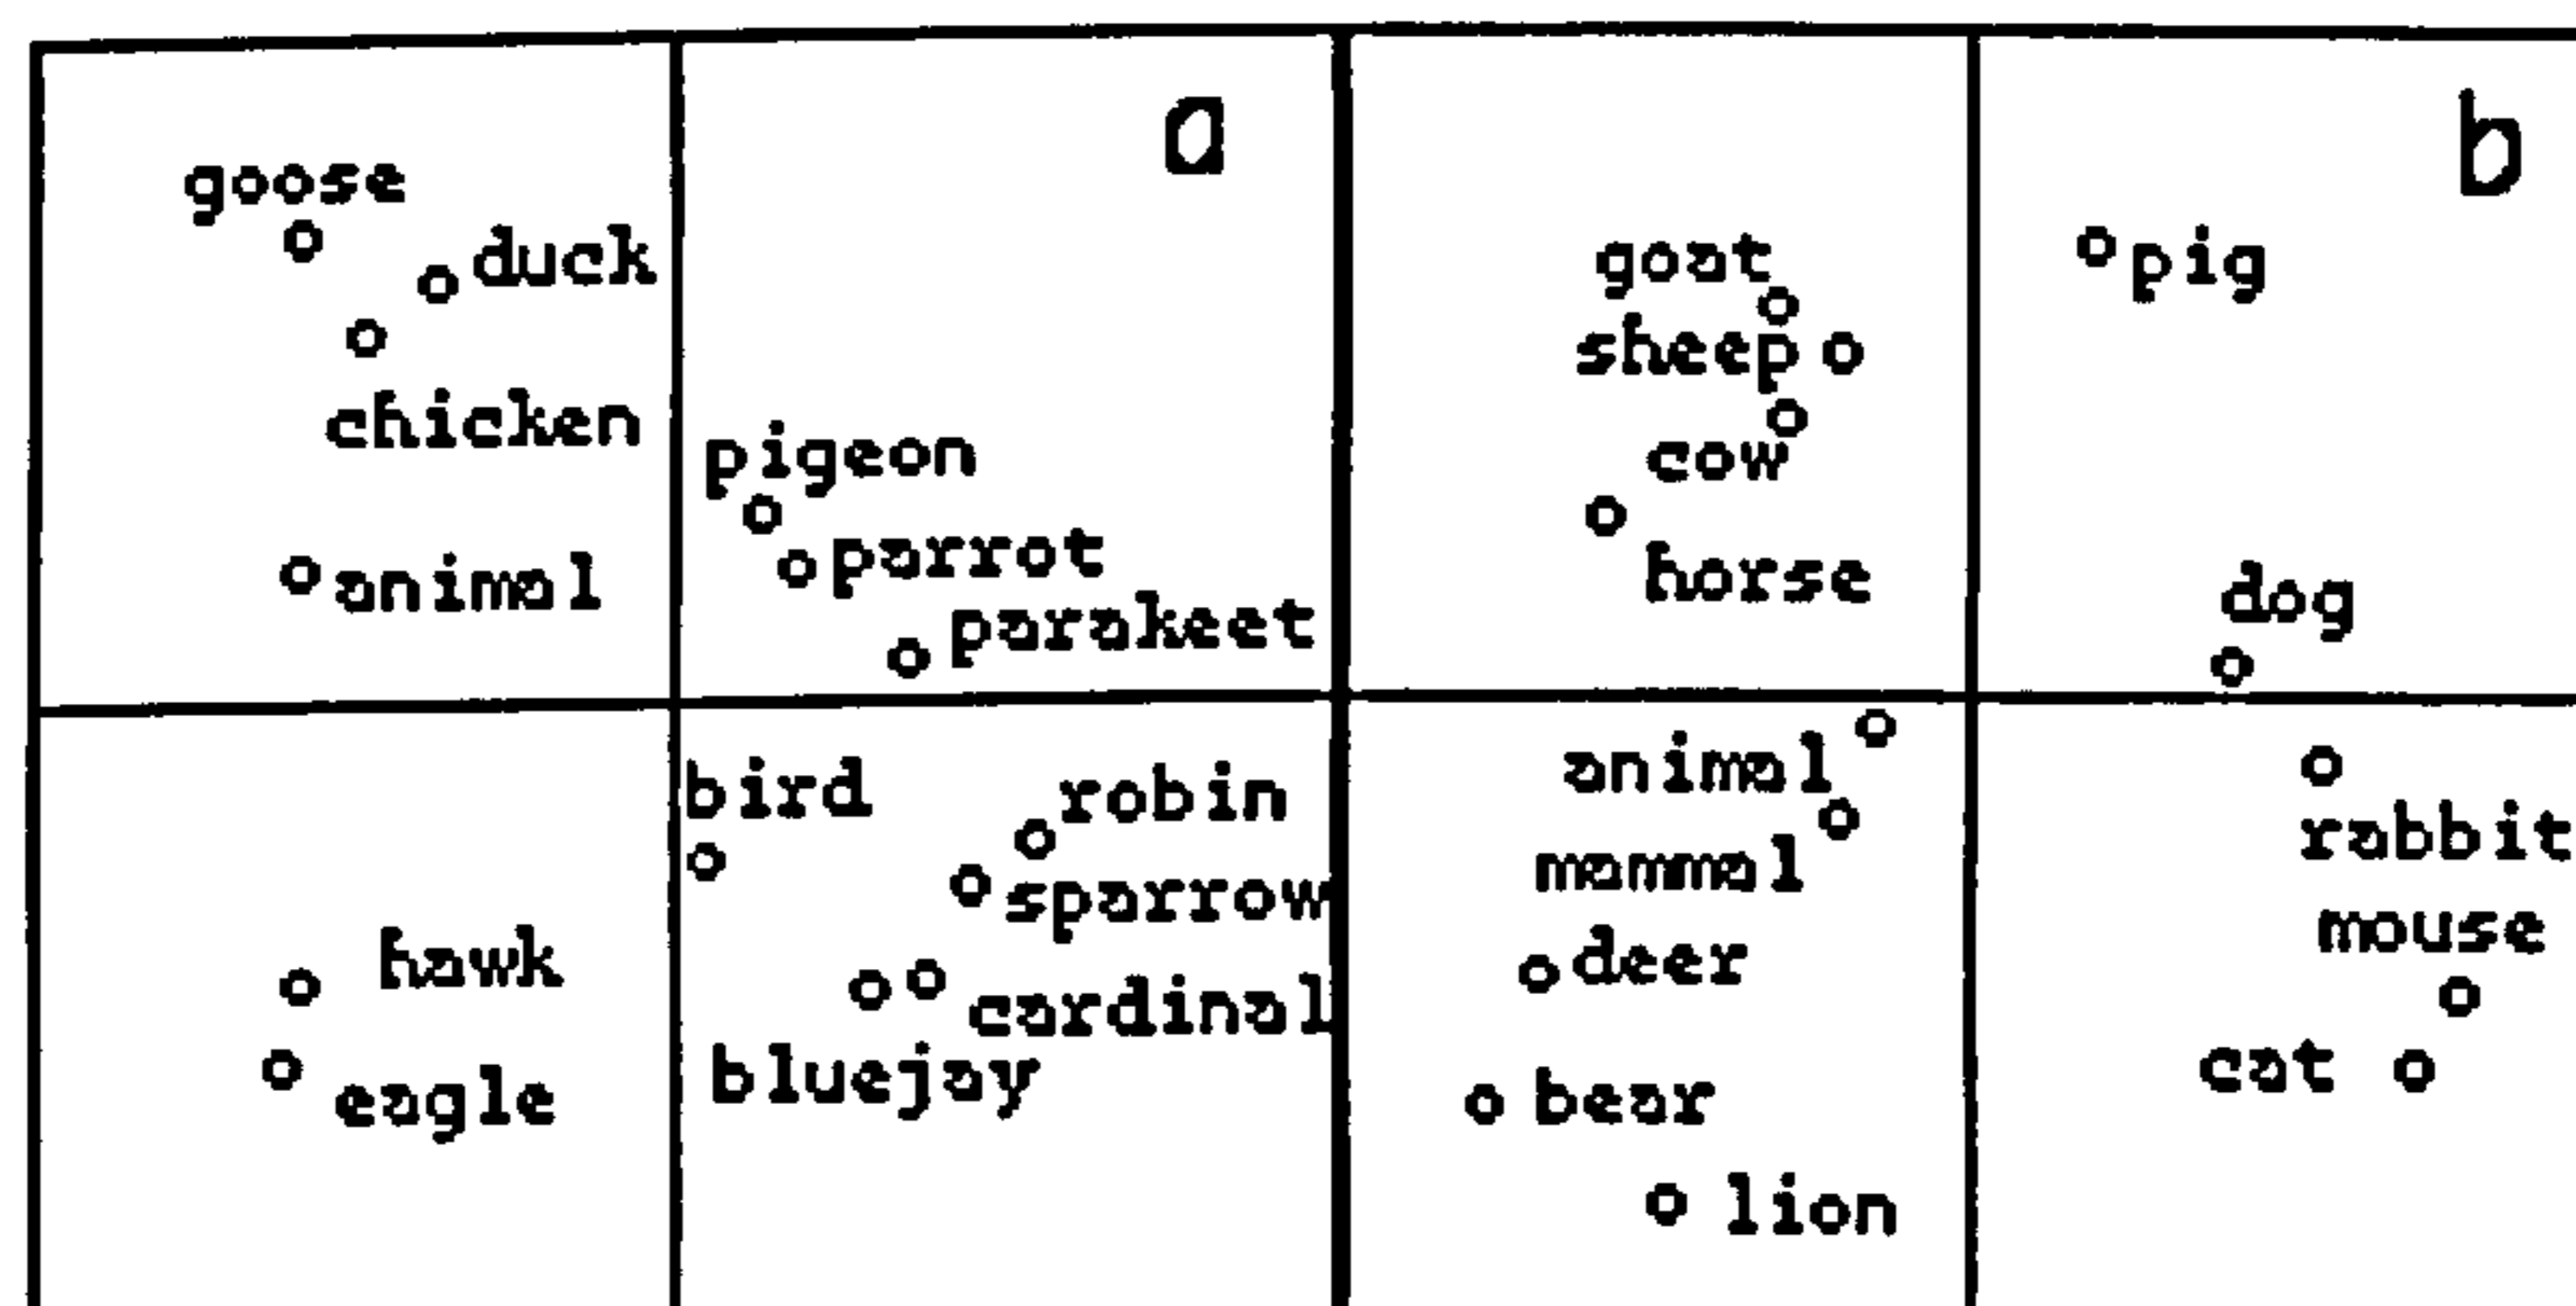 a
goose
duck
chicken
pigeon
animal
parrot
parakeet
bird
robin
sparrow
hawk
cardinal
eagle
bluejay
b
goat
pig
sheep
cow
horse
dog
animal
rabbit
mammal
mouse
deer
cat
bear
lion